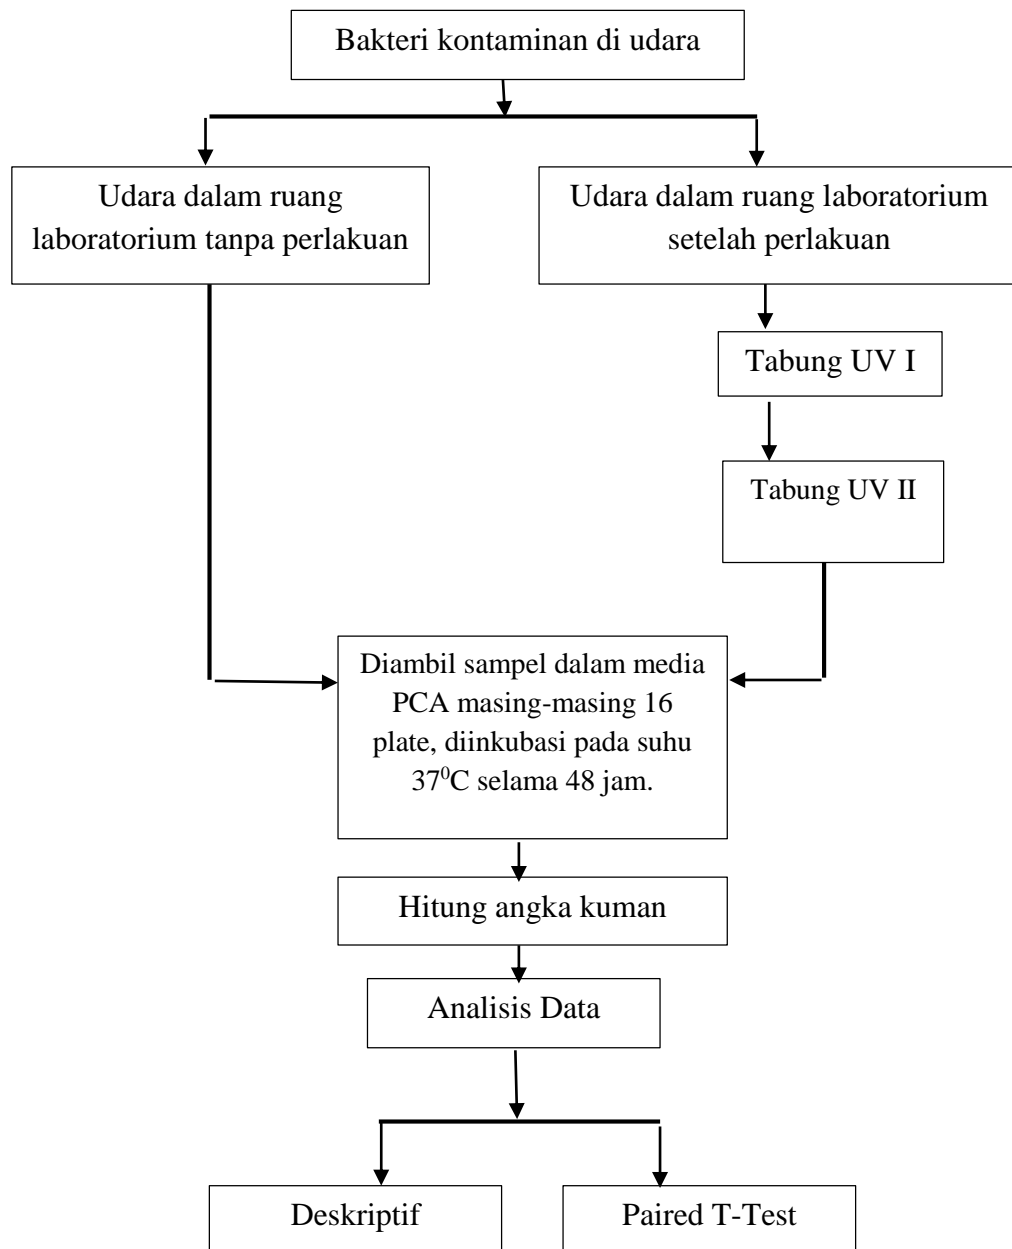 Bakteri kontaminan di udara
Udara dalam ruang
laboratorium tanpa perlakuan
Udara dalam ruang laboratorium
setelah perlakuan
Tabung UV I
Tabung UV II
Diambil sampel dalam media
PCA masing-masing 16
plate, diinkubasi pada suhu
37⁰C selama 48 jam.
Hitung angka kuman
Analisis Data
Deskriptif
Paired T-Test